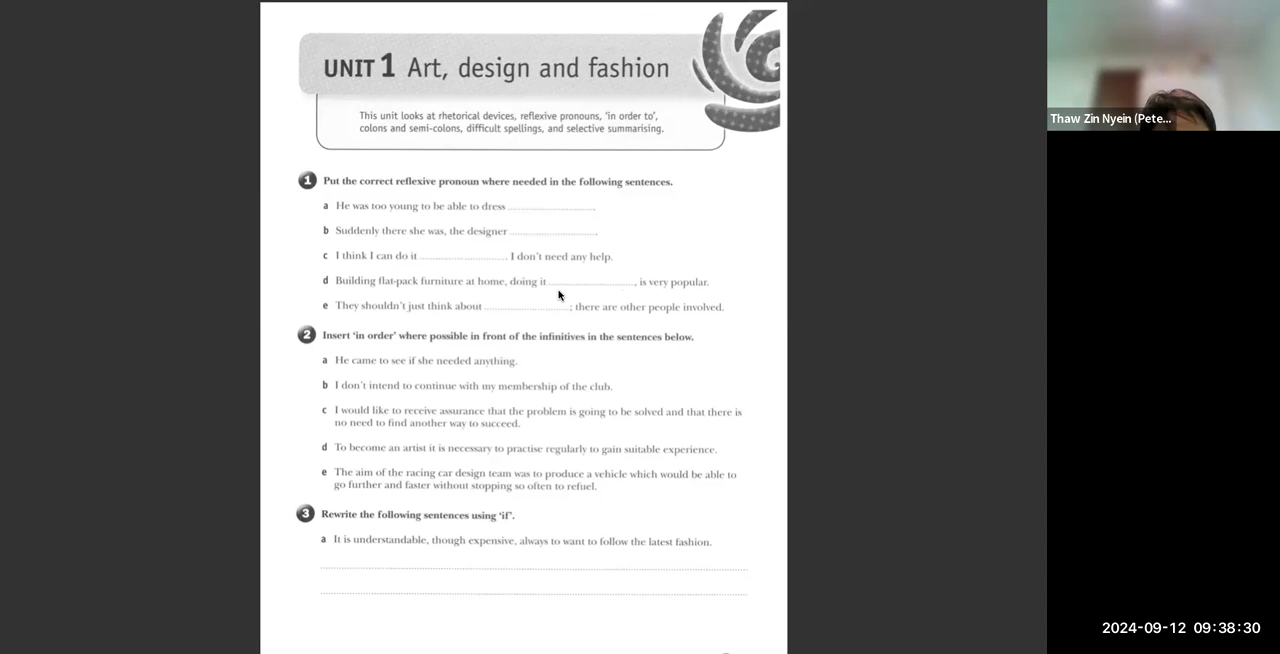 UNIT 1 Art, design and fashion
This unit looks at rhetorical devices, reflexive pronouns, 'in order to',
colons and semi-colons, difficult spellings, and selective summarising.
1 Put the correct reflexive pronoun where needed in the following sentences.
a He was too young to be able to dress ............................
b Suddenly there she was, the designer ............................
c I think I can do it ............................. I don't need any help.
d Building flat-pack furniture at home, doing it ............................, is very popular.
e They shouldn't just think about ............................; there are other people involved.
2 Insert 'in order' where possible in front of the infinitives in the sentences below.
a He came to see if she needed anything.
b I don't intend to continue with my membership of the club.
c I would like to receive assurance that the problem is going to be solved and that there is
no need to find another way to succeed.
d To become an artist it is necessary to practise regularly to gain suitable experience.
e The aim of the racing car design team was to produce a vehicle which would be able to
go further and faster without stopping so often to refuel.
3 Rewrite the following sentences using 'if'.
a It is understandable, though expensive, always to want to follow the latest fashion.
Thaw Zin Nyein (Pete...
2024-09-12 09:38:30